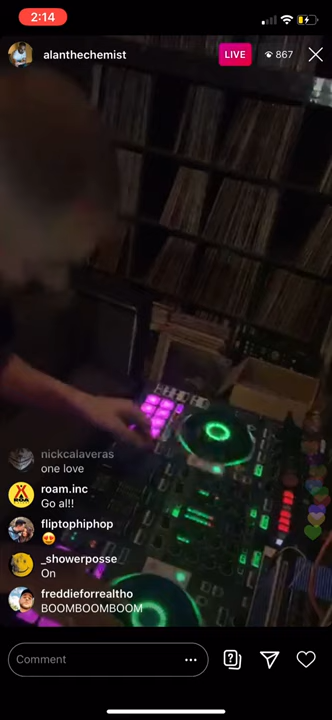 2:14
alanthechemist
LIVE
867
nickcalaveras
one love
roam.inc
Go al!!
fliptophiphop
😍
_showerposse
On
freddieforrealtho
BOOMBOOMBOOM
Comment